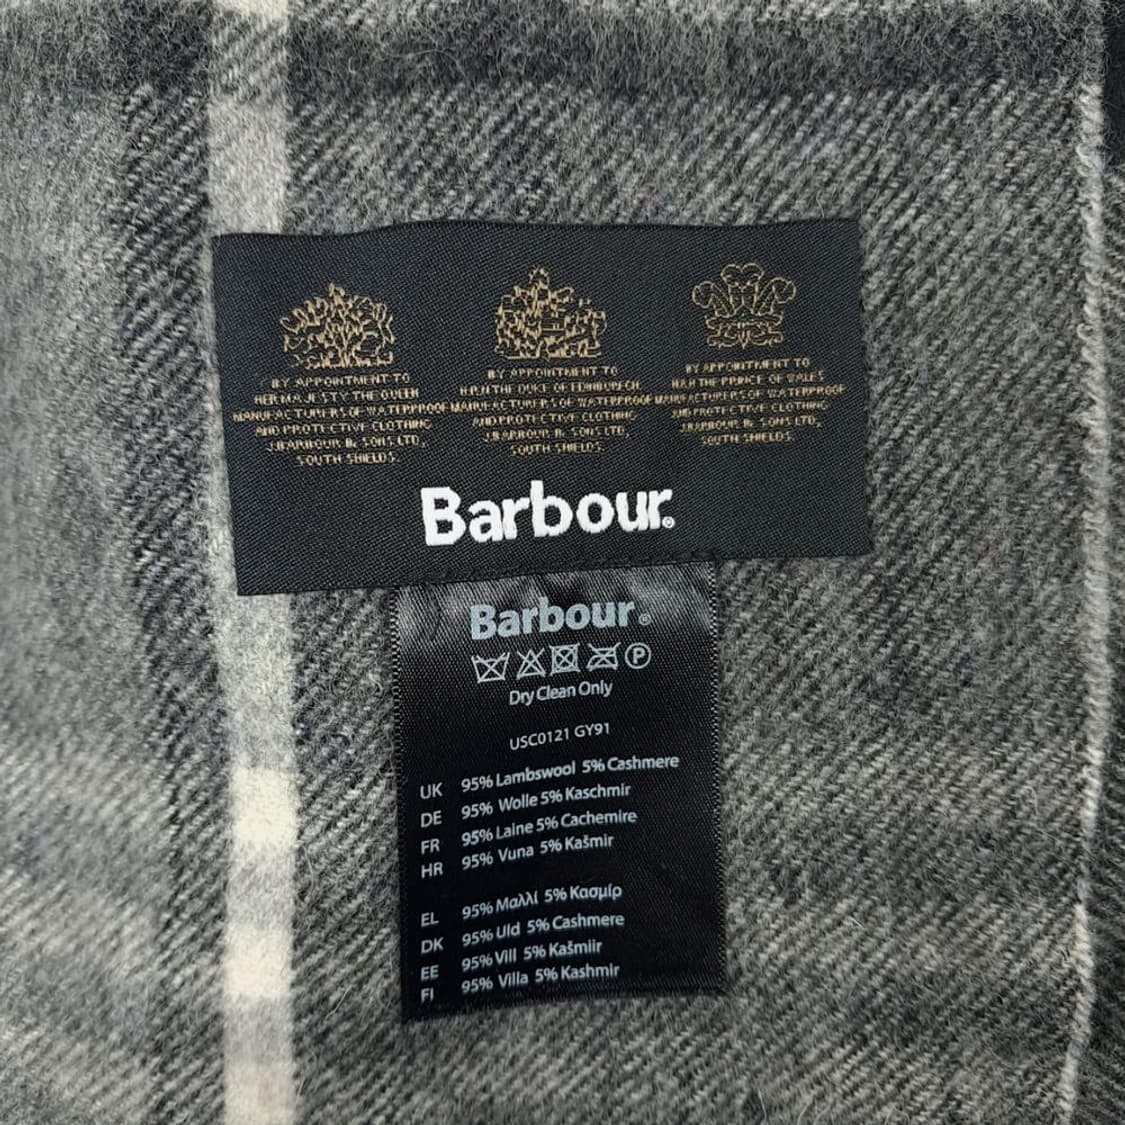 BY APPOINTMENT TO
HER MAJESTY THE QUEEN
MANUFACTURERS OF WATERPROOF
AND PROTECTIVE CLOTHING
J.BARBOUR & SONS LTD,
SOUTH SHIELDS.
BY APPOINTMENT TO
H.R.H THE DUKE OF EDINBURGH
MANUFACTURERS OF WATERPROOF
AND PROTECTIVE CLOTHING
J.BARBOUR & SONS LTD,
SOUTH SHIELDS.
BY APPOINTMENT TO
H.R.H THE PRINCE OF WALES
MANUFACTURERS OF WATERPROOF
AND PROTECTIVE CLOTHING
J.BARBOUR & SONS LTD,
SOUTH SHIELDS.
Barbour®
Barbour®
P
Dry Clean Only
USC0121 GY91
UK 95% Lambswool 5% Cashmere
DE 95% Wolle 5% Kaschmir
FR 95% Laine 5% Cachemire
HR 95% Vuna 5% Kašmir
EL 95% Μαλλί 5% Κασμίρ
DK 95% Uld 5% Cashmere
EE 95% Vill 5% Kašmiir
FI 95% Villa 5% Kashmir